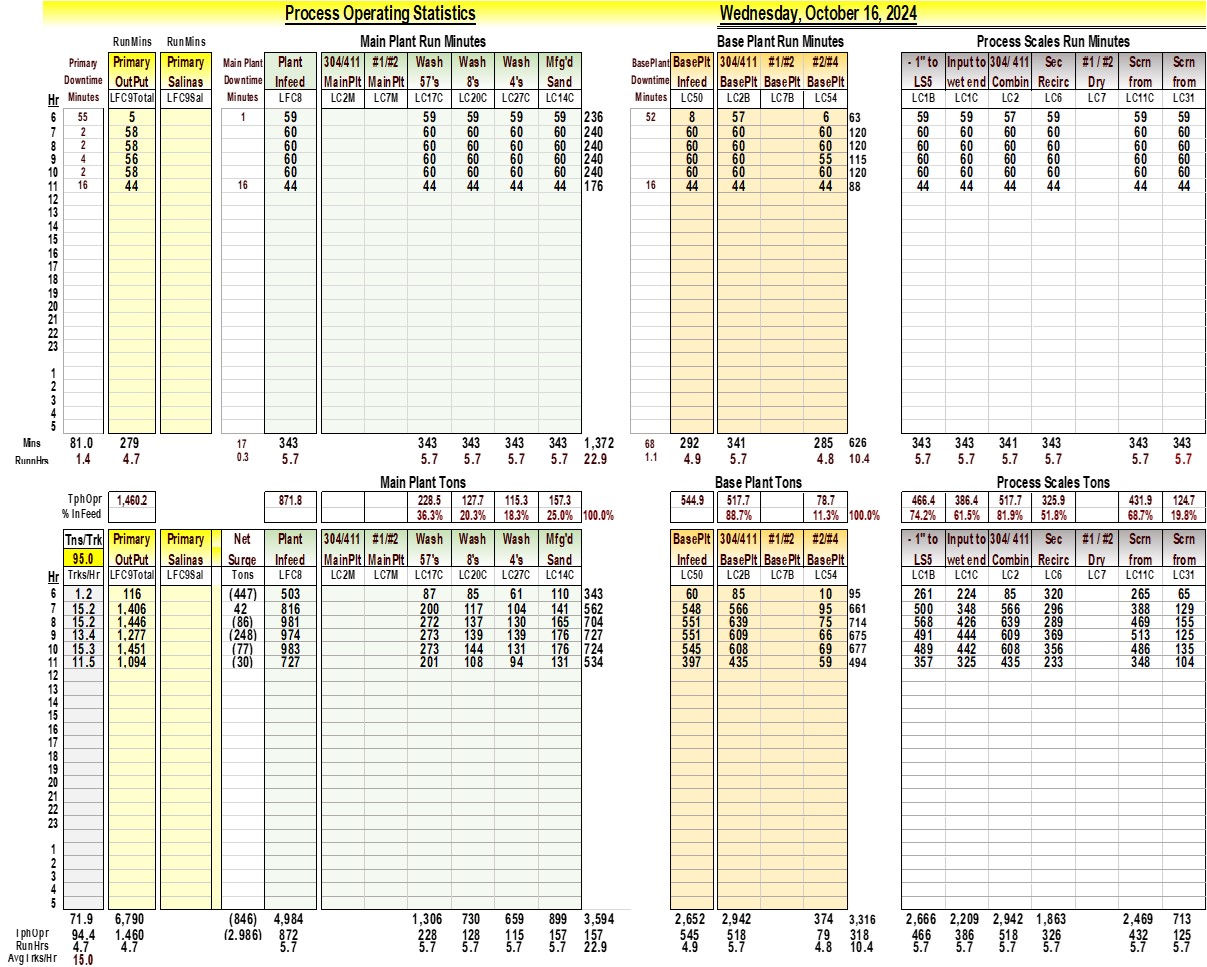 Process Operating Statistics Wednesday, October 16, 2024
RunMins RunMins Main Plant Run Minutes Base Plant Run Minutes Process Scales Run Minutes
Primary Primary Primary Main Plant Plant 304/411 #1/#2 Wash Wash Wash Mfg'd BasePlant BasePlt 304/411 #1/#2 #2/#4 - 1" to Input to 304/ 411 Sec #1 / #2 Scrn Scrn
Downtime OutPut Salinas Downtime Infeed MainPlt MainPlt 57's 8's 4's Sand Downtime Infeed BasePlt BasePlt BasePlt LS5 wet end Combin Recirc Dry from from
Hr Minutes LFC9Total LFC9Sal Minutes LFC8 LC2M LC7M LC17C LC20C LC27C LC14C Minutes LC50 LC2B LC7B LC54 LC1B LC1C LC2 LC6 LC7 LC11C LC31
6 55 5 1 59 59 59 59 59 236 52 8 57 6 63 59 59 57 59 59 59
7 2 58 60 60 60 60 60 240 60 60 60 120 60 60 60 60 60 60
8 2 58 60 60 60 60 60 240 60 60 60 120 60 60 60 60 60 60
9 4 56 60 60 60 60 60 240 60 60 55 115 60 60 60 60 60 60
10 2 58 60 60 60 60 60 240 60 60 60 120 60 60 60 60 60 60
11 16 44 16 44 44 44 44 44 176 16 44 44 44 88 44 44 44 44 44 44
12
13
14
15
16
17
18
19
20
21
22
23
1
2
3
4
5
Mins 81.0 279 17 343 343 343 343 343 1,372 68 292 341 285 626 343 343 341 343 343 343
RunnHrs 1.4 4.7 0.3 5.7 5.7 5.7 5.7 5.7 22.9 1.1 4.9 5.7 4.8 10.4 5.7 5.7 5.7 5.7 5.7 5.7
Main Plant Tons Base Plant Tons Process Scales Tons
TphOpr 1,460.2 871.8 228.5 127.7 115.3 157.3 544.9 517.7 78.7 466.4 386.4 517.7 325.9 431.9 124.7
% InFeed 36.3% 20.3% 18.3% 25.0% 100.0% 88.7% 11.3% 100.0% 74.2% 61.5% 81.9% 51.8% 68.7% 19.8%
Tns/Trk Primary Primary Net Plant 304/411 #1/#2 Wash Wash Wash Mfg'd BasePlt 304/411 #1/#2 #2/#4 - 1" to Input to 304/ 411 Sec #1 / #2 Scrn Scrn
95.0 OutPut Salinas Surge Infeed MainPlt MainPlt 57's 8's 4's Sand Infeed BasePlt BasePlt BasePlt LS5 wet end Combin Recirc Dry from from
Hr Trks/Hr LFC9Total LFC9Sal Tons LFC8 LC2M LC7M LC17C LC20C LC27C LC14C LC50 LC2B LC7B LC54 LC1B LC1C LC2 LC6 LC7 LC11C LC31
6 1.2 116 (447) 503 87 85 61 110 343 60 85 10 95 261 224 85 320 265 65
7 15.2 1,406 42 816 200 117 104 141 562 548 566 95 661 500 348 566 296 388 129
8 15.2 1,446 (86) 981 272 137 130 165 704 551 639 75 714 568 426 639 289 469 155
9 13.4 1,277 (248) 974 273 139 139 176 727 551 609 66 675 491 444 609 369 513 125
10 15.3 1,451 (77) 983 273 144 131 176 724 545 608 69 677 489 442 608 356 486 135
11 11.5 1,094 (30) 727 201 108 94 131 534 397 435 59 494 357 325 435 233 348 104
12
13
14
15
16
17
18
19
20
21
22
23
1
2
3
4
5
71.9 6,790 (846) 4,984 1,306 730 659 899 3,594 2,652 2,942 374 3,316 2,666 2,209 2,942 1,863 2,469 713
TphOpr 94.4 1,460 (2,986) 872 228 128 115 157 157 545 518 79 318 466 386 518 326 432 125
RunHrs 4.7 4.7 5.7 5.7 5.7 5.7 5.7 22.9 4.9 5.7 4.8 10.4 5.7 5.7 5.7 5.7 5.7 5.7
AvgTrks/Hr 15.0